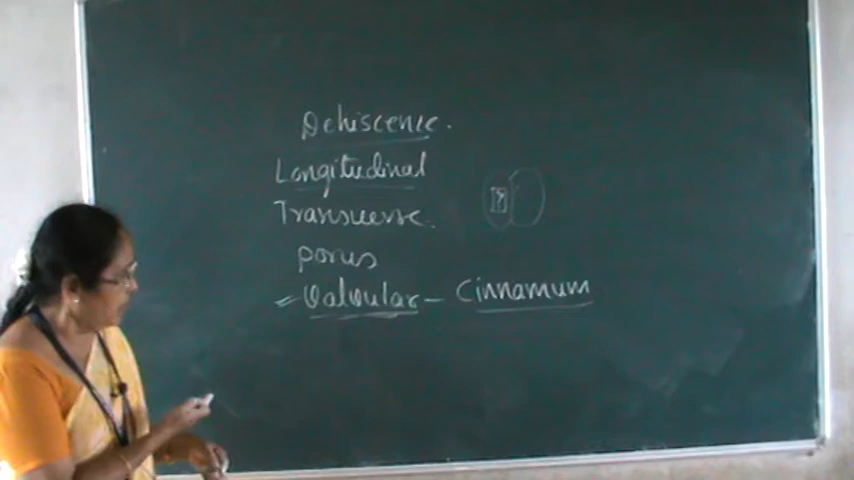 Dehiscence.
Longitudinal
Transverse.
porus
Valvular - Cinnamum